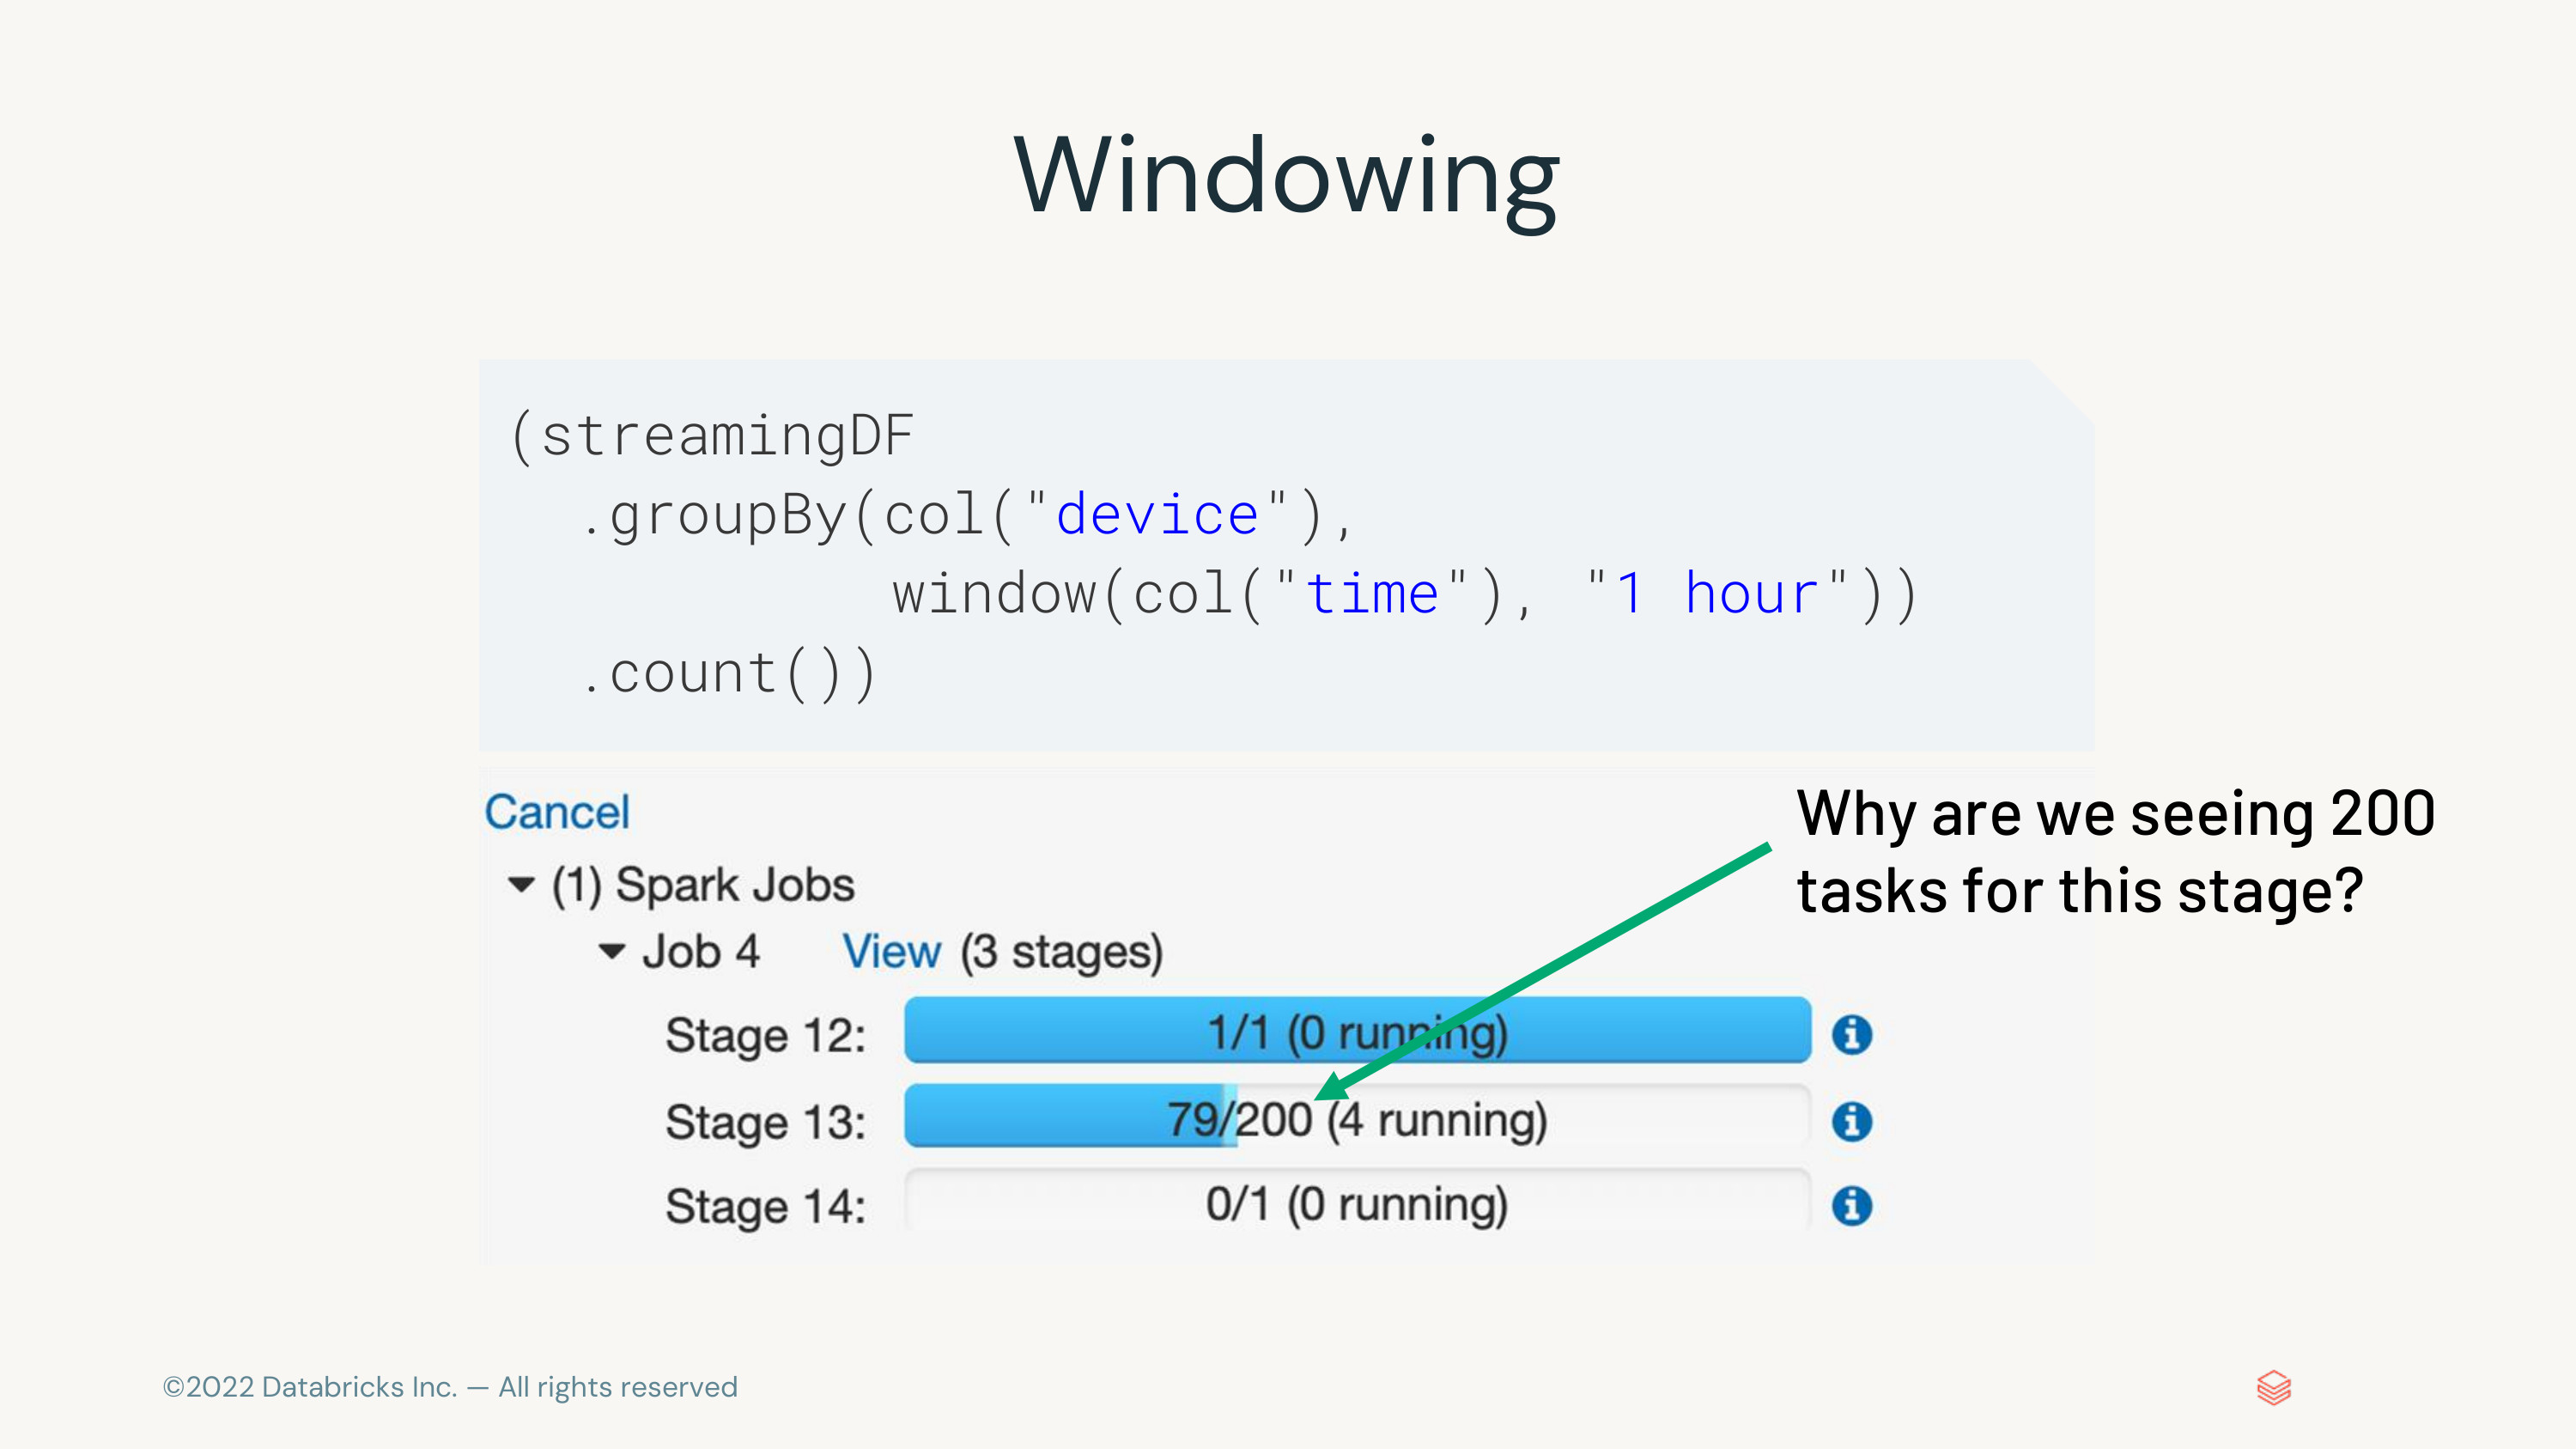 Windowing
(streamingDF
.groupBy(col("device"),
window(col("time"), "1 hour"))
.count())
Cancel
Why are we seeing 200
tasks for this stage?
(1) Spark Jobs
Job 4 View (3 stages)
Stage 12: 1/1 (0 running)
Stage 13: 79/200 (4 running)
Stage 14: 0/1 (0 running)
©2022 Databricks Inc. — All rights reserved